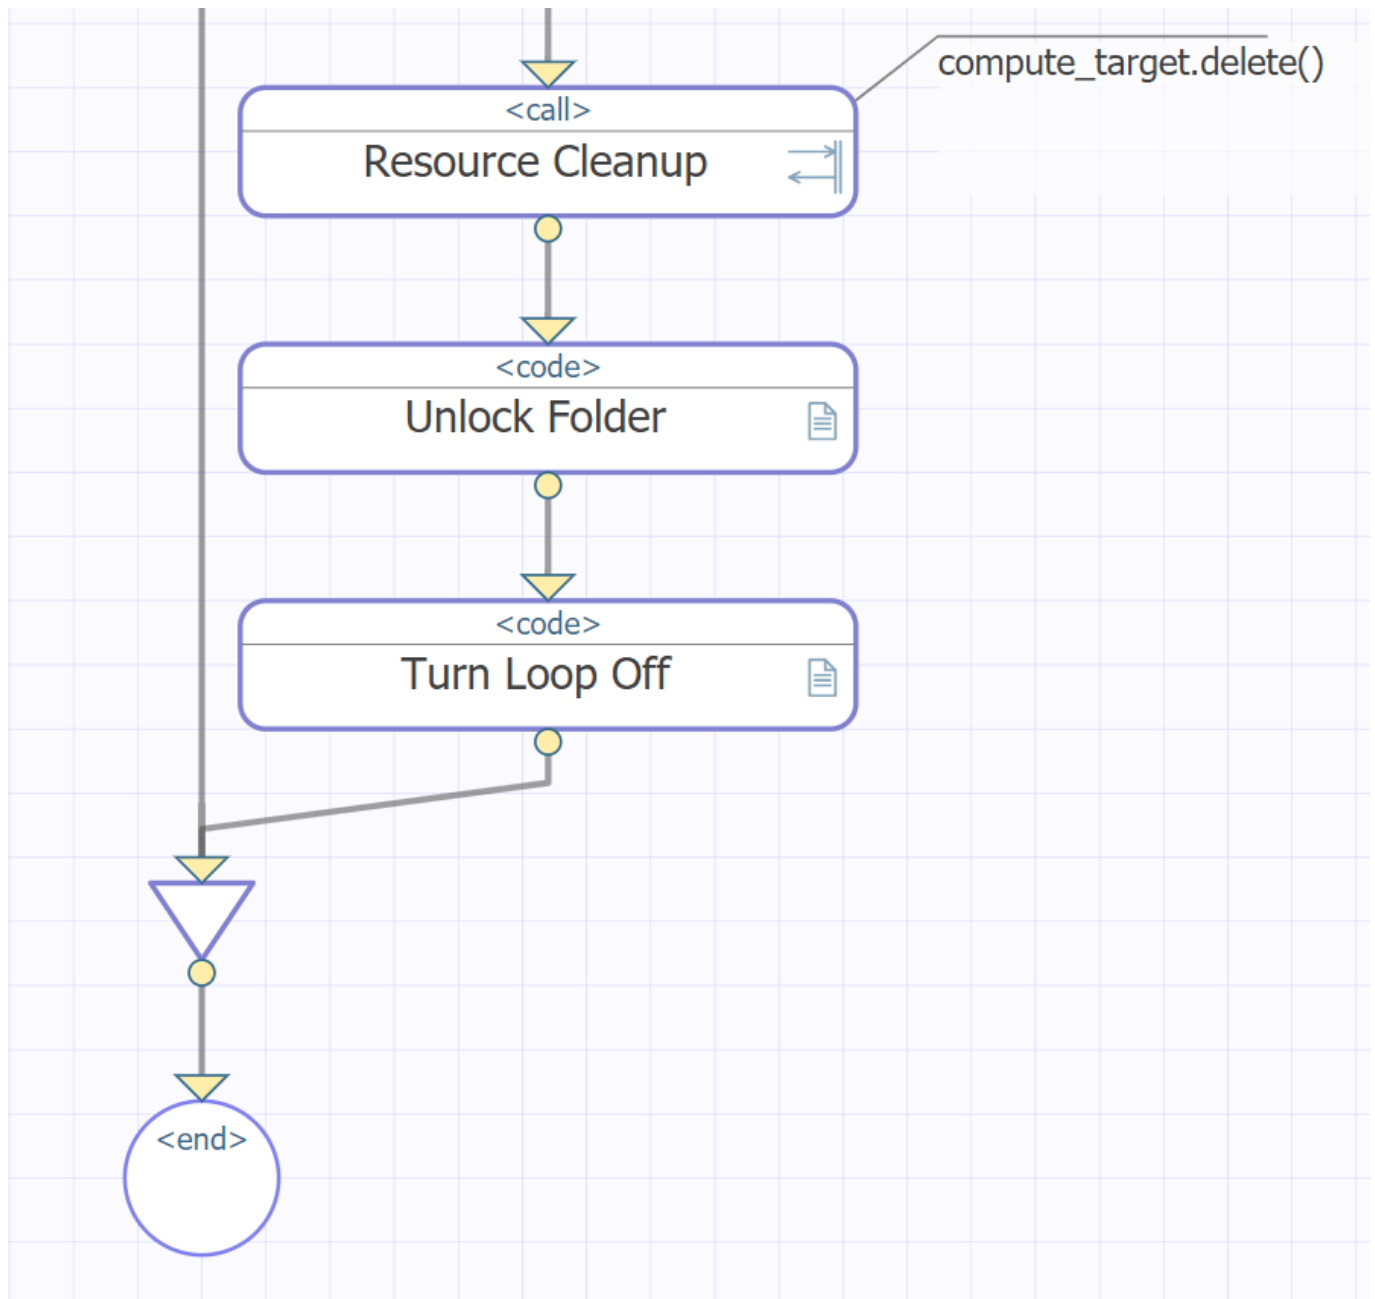 compute_target.delete()
<call>
Resource Cleanup
<code>
Unlock Folder
<code>
Turn Loop Off
<end>